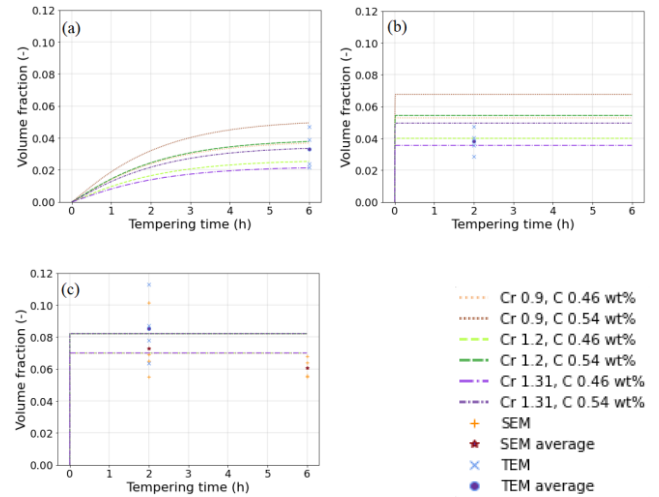 (a)
Volume fraction (-)
0.12
0.10
0.08
0.06
0.04
0.02
0.00
0 1 2 3 4 5 6
Tempering time (h)
(b)
Volume fraction (-)
0.12
0.10
0.08
0.06
0.04
0.02
0.00
0 1 2 3 4 5 6
Tempering time (h)
(c)
Volume fraction (-)
0.12
0.10
0.08
0.06
0.04
0.02
0.00
0 1 2 3 4 5 6
Tempering time (h)
Cr 0.9, C 0.46 wt%
Cr 0.9, C 0.54 wt%
Cr 1.2, C 0.46 wt%
Cr 1.2, C 0.54 wt%
Cr 1.31, C 0.46 wt%
Cr 1.31, C 0.54 wt%
SEM
SEM average
TEM
TEM average